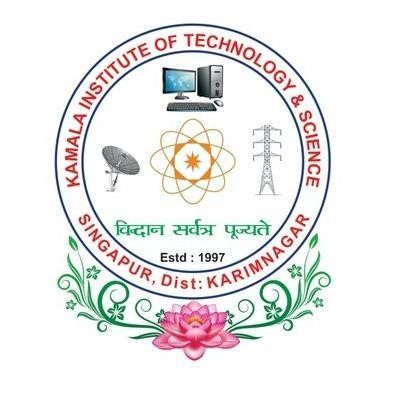 KAMALA INSTITUTE OF TECHNOLOGY & SCIENCE
विद्दान सर्वत्र पूज्यते
Estd : 1997
SINGAPUR, Dist: KARIMNAGAR